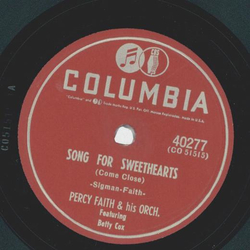 COLUMBIA
40277
(CO 51515)
SONG FOR SWEETHEARTS
(Come Close)
-Sigman-Faith-
PERCY FAITH & his ORCH.
Featuring
Betty Cox